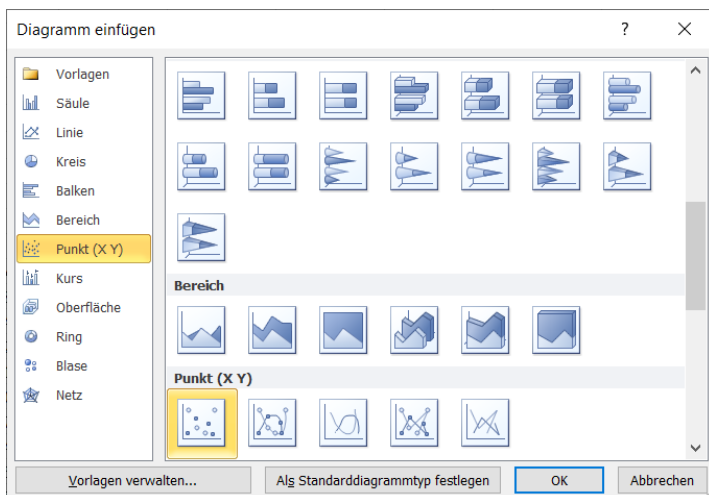 Diagramm einfügen
?
Vorlagen
Säule
Linie
Kreis
Balken
Bereich
Punkt (X Y)
Kurs
Oberfläche
Ring
Blase
Netz
Bereich
Punkt (X Y)
Vorlagen verwalten...
Als Standarddiagrammtyp festlegen
OK
Abbrechen